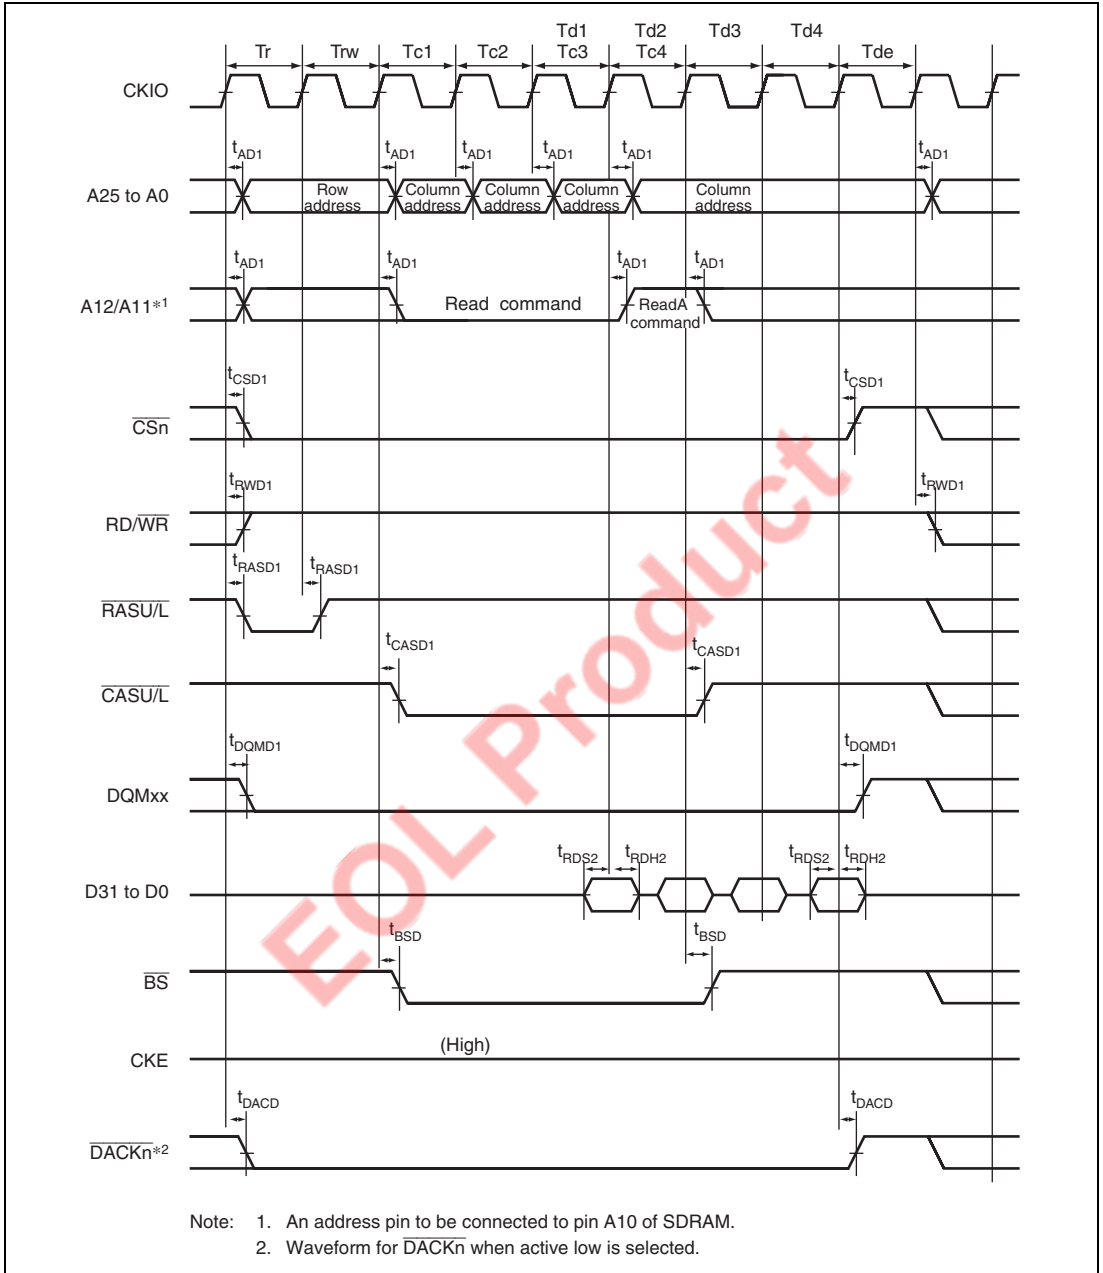 Td1 Td2 Td3 Td4
Tr Trw Tc1 Tc2 Tc3 Tc4 Tde
CKIO
tAD1 tAD1 tAD1 tAD1 tAD1 tAD1
A25 to A0
Row address Column address Column address Column address Column address
tAD1 tAD1 tAD1 tAD1
A12/A11*1
Read command ReadA command
tCSD1 tCSD1
CSn
tRWD1 tRWD1
RD/WR
tRASD1 tRASD1
RASU/L
tCASD1 tCASD1
CASU/L
tDQMD1 tDQMD1
DQMxx
tRDS2 tRDH2 tRDS2 tRDH2
D31 to D0
tBSD tBSD
BS
(High)
CKE
tDACD tDACD
DACKn*2
Note: 1. An address pin to be connected to pin A10 of SDRAM.
2. Waveform for DACKn when active low is selected.
EOL Product